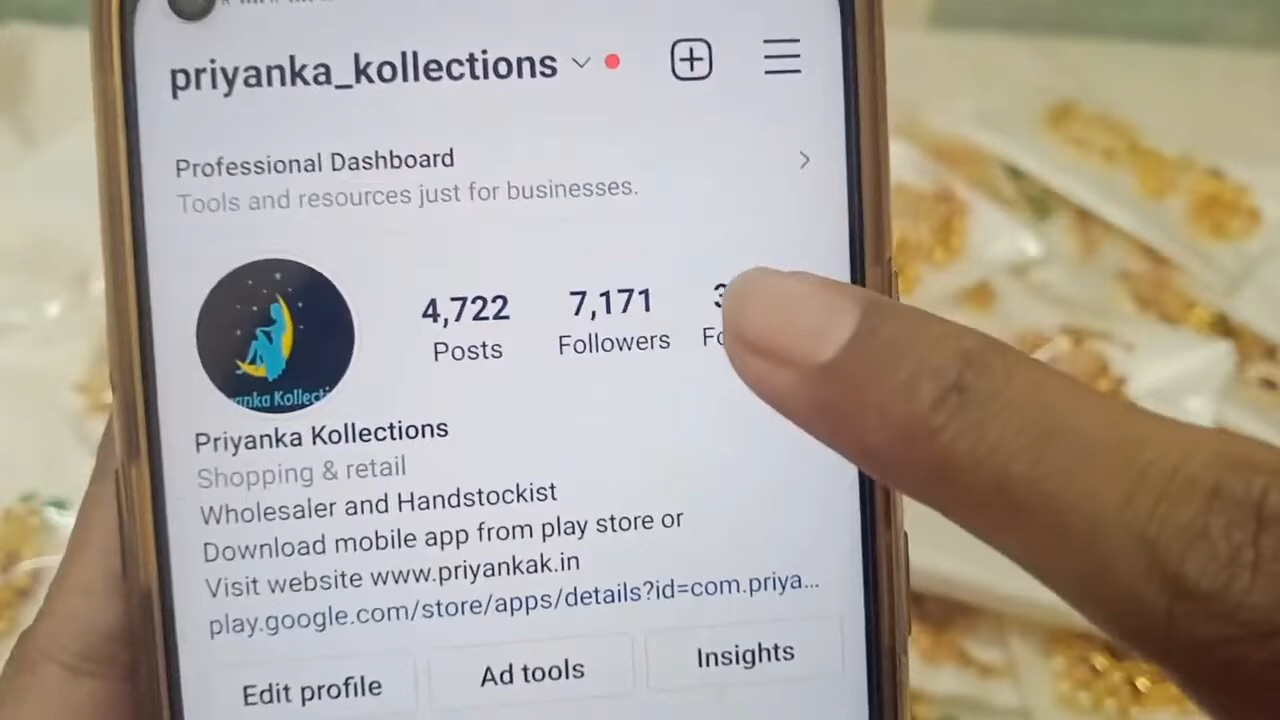 priyanka_kollections
Professional Dashboard
Tools and resources just for businesses.
4,722 7,171
Posts Followers
anka Kollecti
Priyanka Kollections
Shopping & retail
Wholesaler and Handstockist
Download mobile app from play store or
Visit website www.priyankak.in
play.google.com/store/apps/details?id=com.priya...
Edit profile Ad tools Insights